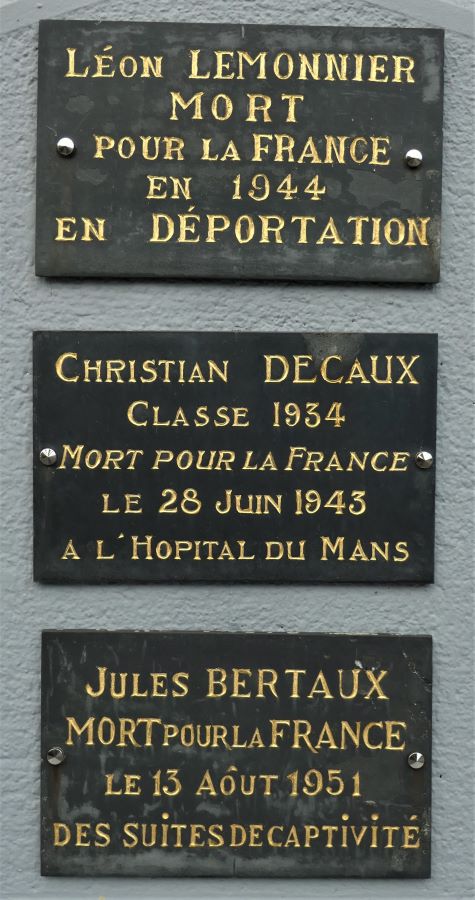 LÉON LEMONNIER
MORT
POUR LA FRANCE
EN 1944
EN DÉPORTATION
CHRISTIAN DECAUX
CLASSE 1934
MORT POUR LA FRANCE
LE 28 JUIN 1943
A L'HOPITAL DU MANS
JULES BERTAUX
MORT POUR LA FRANCE
LE 13 AÔUT 1951
DES SUITES DE CAPTIVITÉ